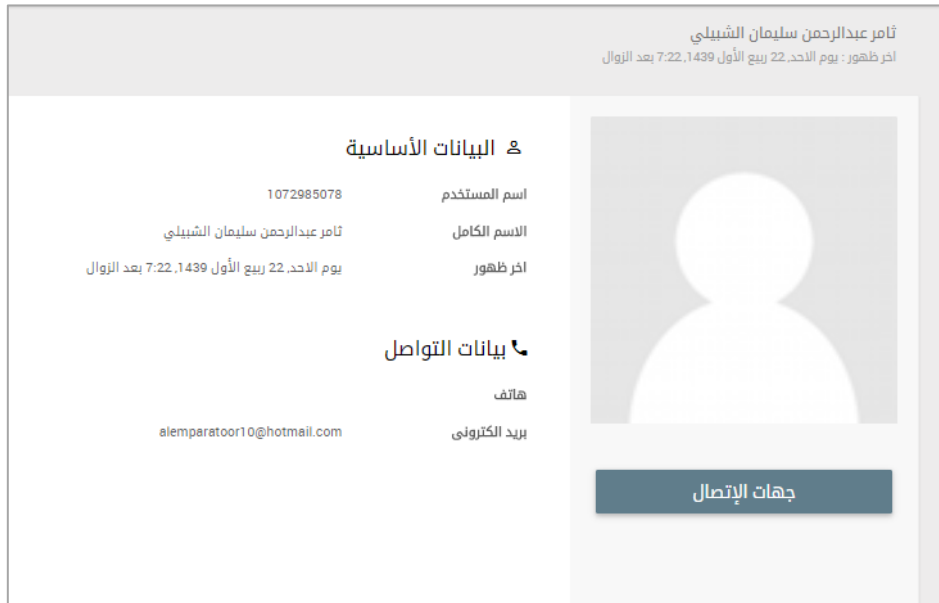 ثامر عبدالرحمن سليمان الشبيلي
اخر ظهور : يوم الاحد, 22 ربيع الأول 1439, 7:22 بعد الزوال
البيانات الأساسية
اسم المستخدم 1072985078
الاسم الكامل ثامر عبدالرحمن سليمان الشبيلي
اخر ظهور يوم الاحد, 22 ربيع الأول 1439, 7:22 بعد الزوال
بيانات التواصل
هاتف
بريد الكترونى alemparatoor10@hotmail.com
جهات الإتصال